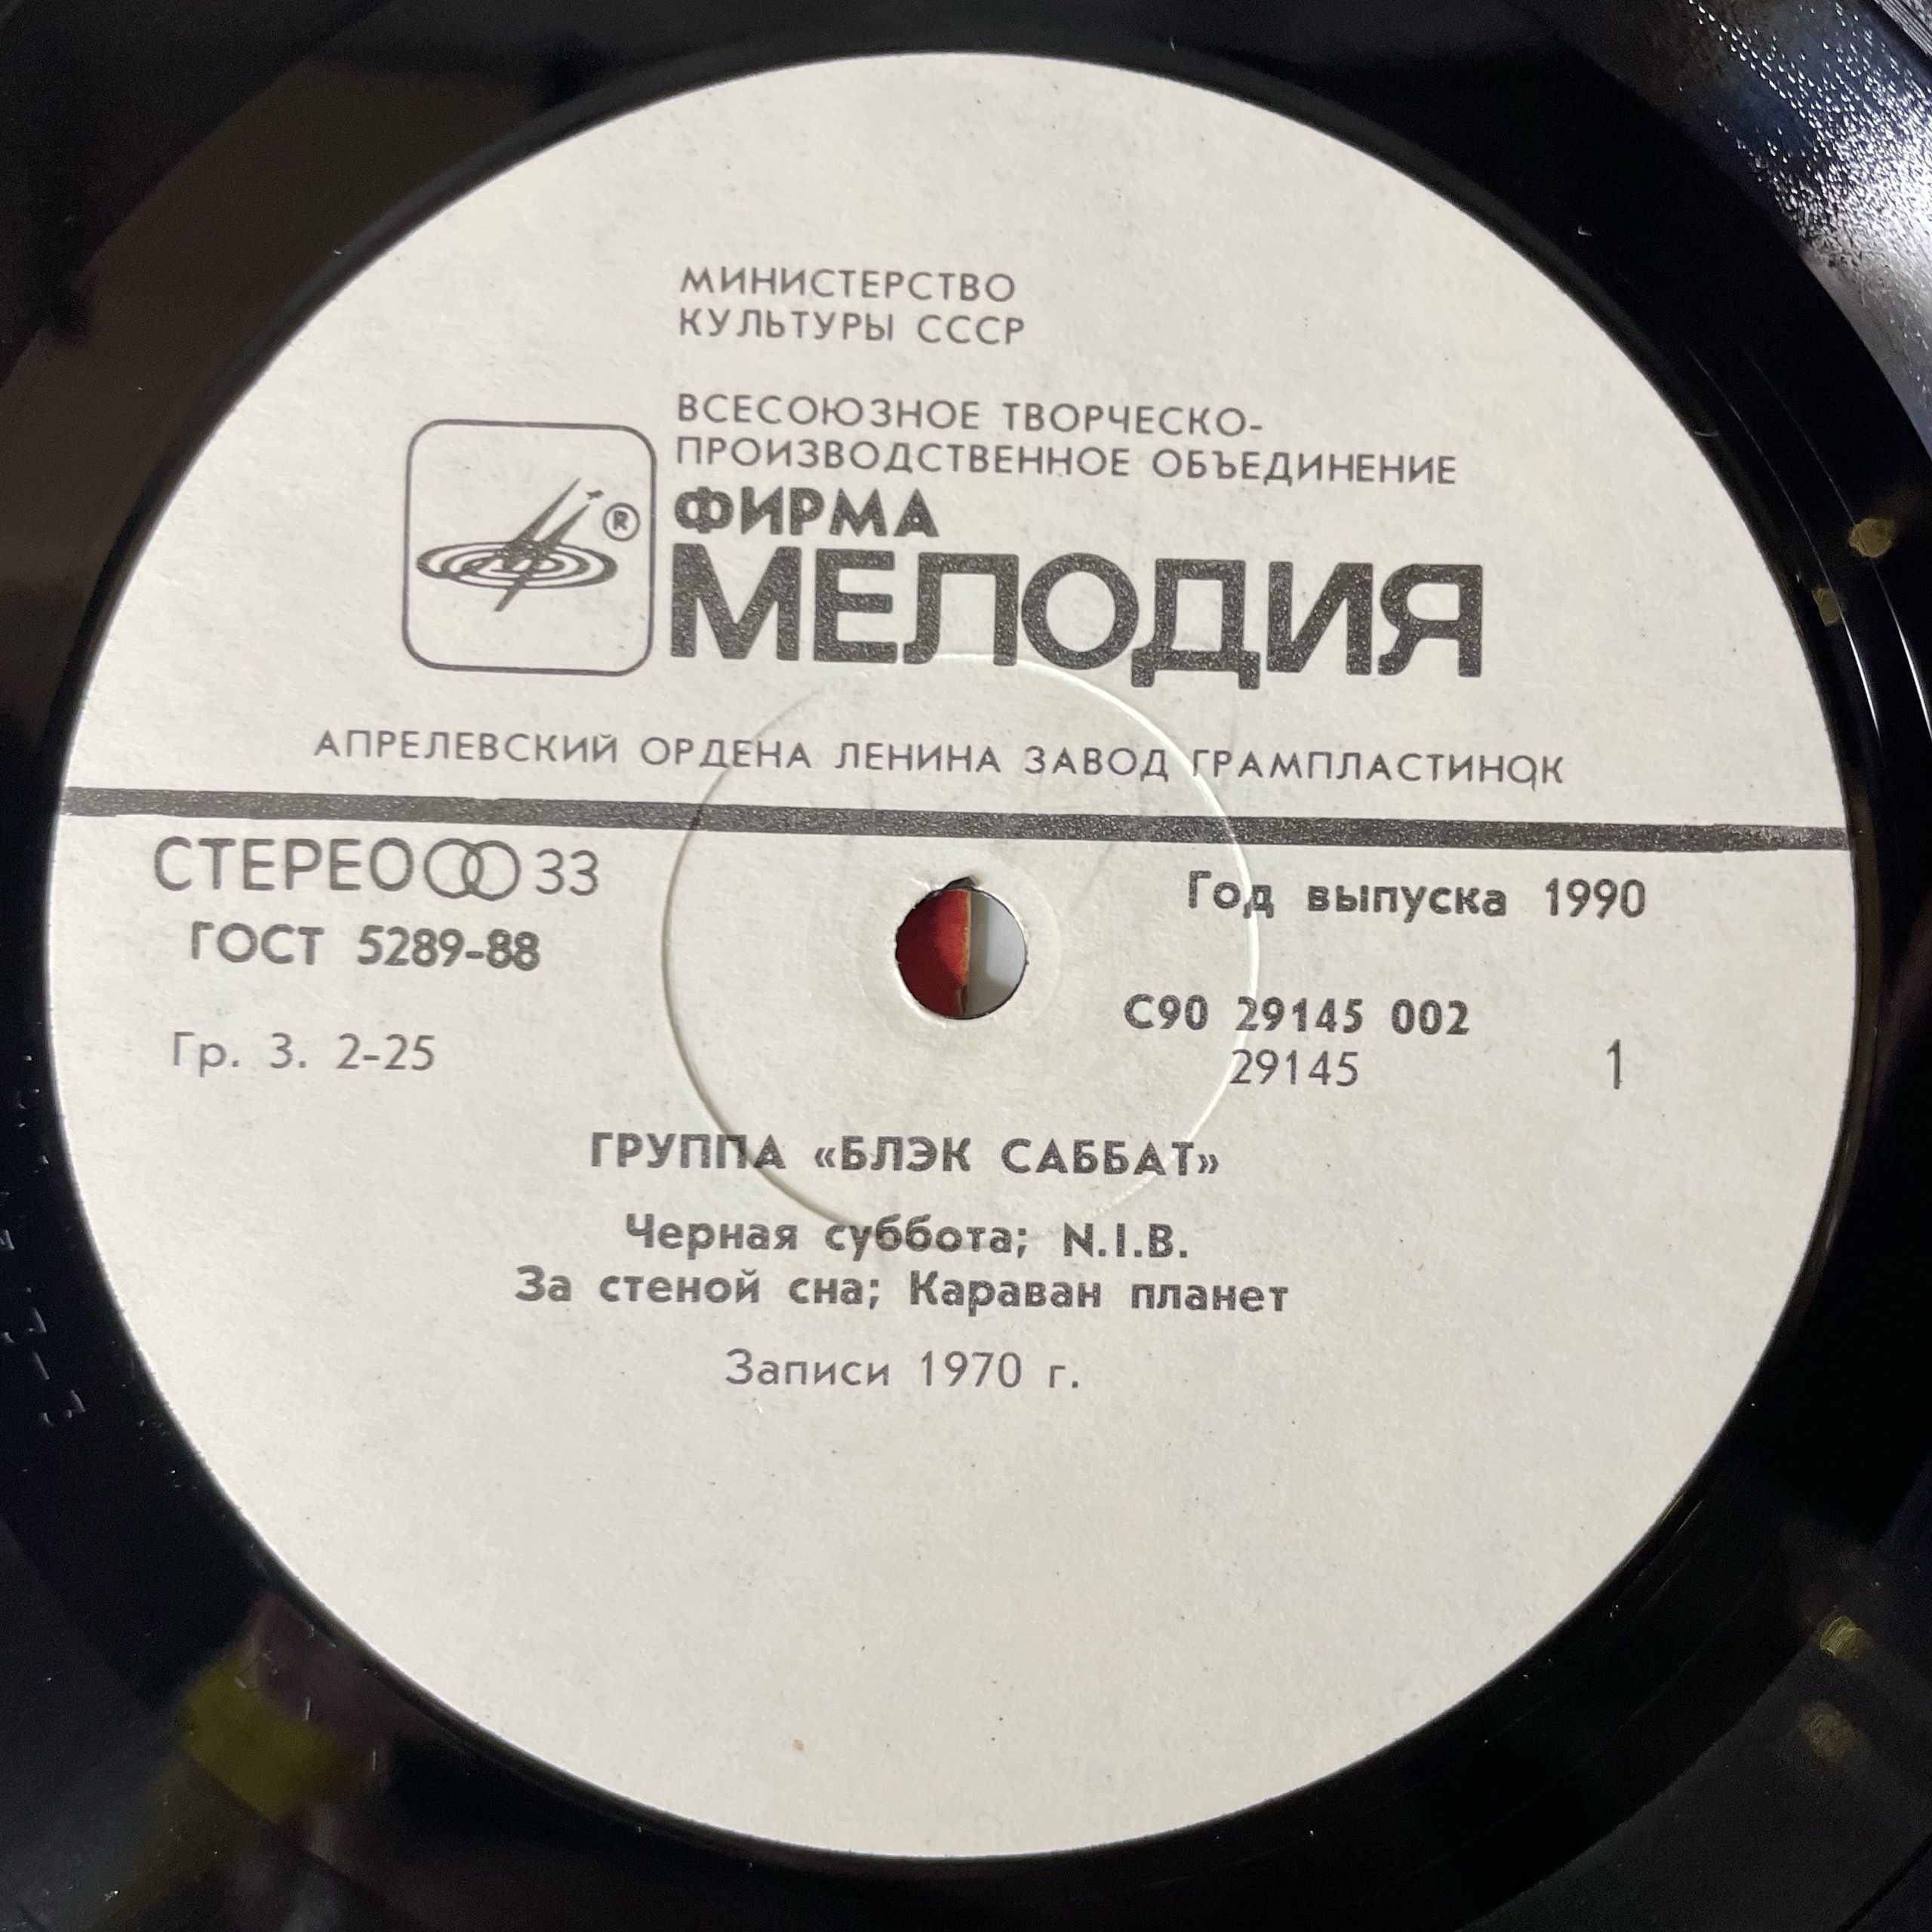 МИНИСТЕРСТВО
КУЛЬТУРЫ СССР
ВСЕСОЮЗНОЕ ТВОРЧЕСКО-
ПРОИЗВОДСТВЕННОЕ ОБЪЕДИНЕНИЕ
®
ФИРМА
МЕЛОДИЯ
АПРЕЛЕВСКИЙ ОРДЕНА ЛЕНИНА ЗАВОД ГРАМПЛАСТИНОК
СТЕРЕО 33
Год выпуска 1990
ГОСТ 5289-88
С90 29145 002
Гр. 3. 2-25
29145
1
ГРУППА «БЛЭК САББАТ»
Черная суббота; N.I.B.
За стеной сна; Караван планет
Записи 1970 г.